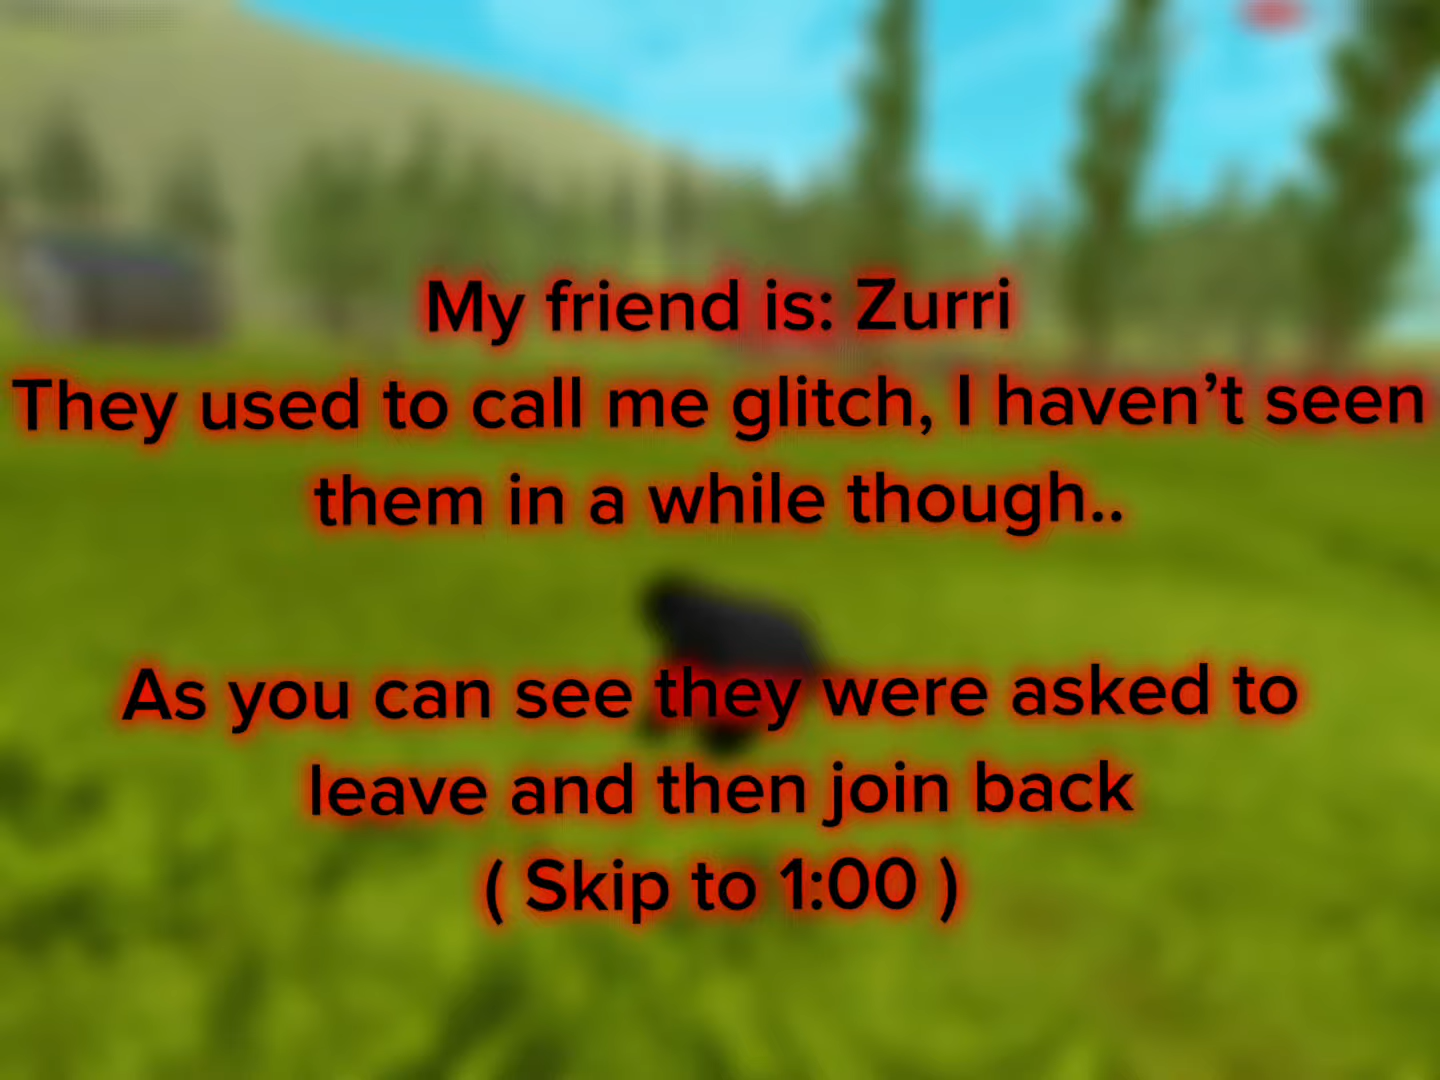 My friend is: Zurri
They used to call me glitch, I haven’t seen
them in a while though..
As you can see they were asked to
leave and then join back
( Skip to 1:00 )